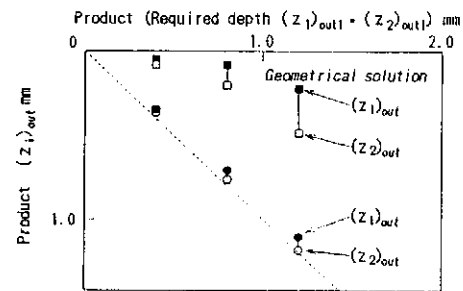 Product (Required depth (z₁)out1 · (z₂)out1) mm
0 1.0 2.0
Geometrical solution
(z₁)out
(z₂)out
(z₁)out
(z₂)out
1.0
Product (zᵢ)out mm